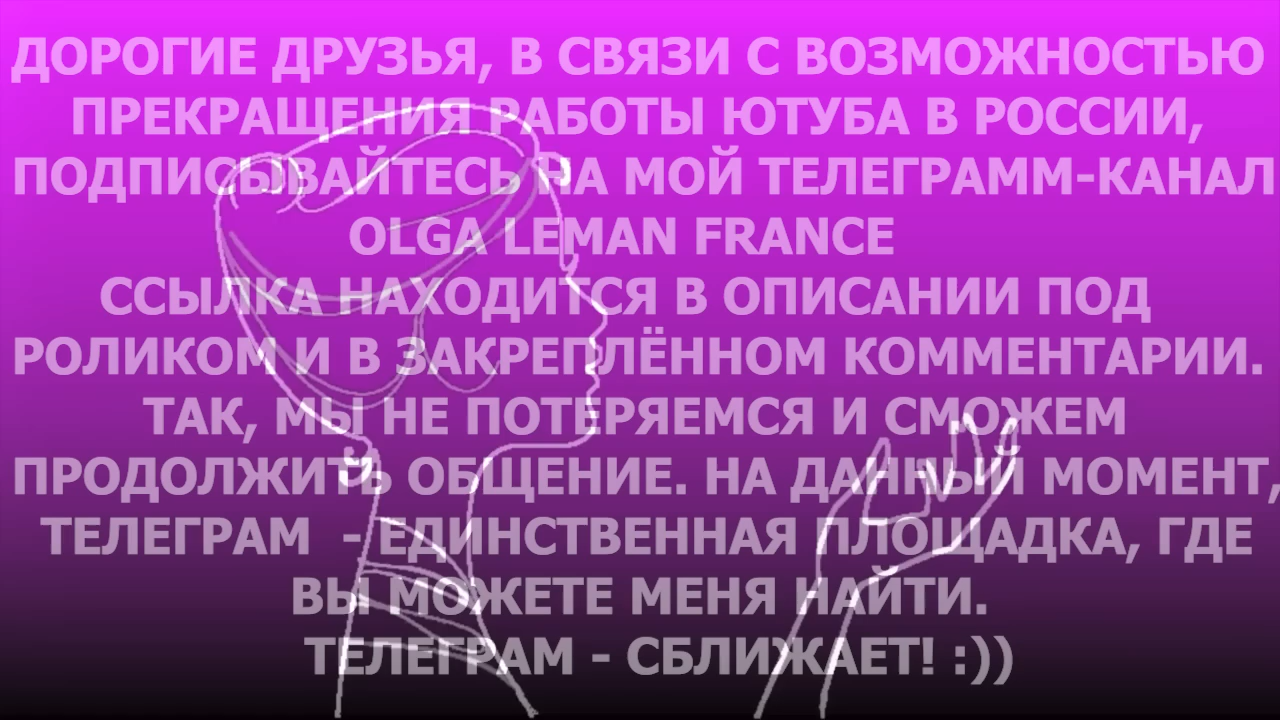 ДОРОГИЕ ДРУЗЬЯ, В СВЯЗИ С ВОЗМОЖНОСТЬЮ
ПРЕКРАЩЕНИЯ РАБОТЫ ЮТУБА В РОССИИ,
ПОДПИСЫВАЙТЕСЬ НА МОЙ ТЕЛЕГРАММ-КАНАЛ
OLGA LEMAN FRANCE
ССЫЛКА НАХОДИТСЯ В ОПИСАНИИ ПОД
РОЛИКОМ И В ЗАКРЕПЛЁННОМ КОММЕНТАРИИ.
ТАК, МЫ НЕ ПОТЕРЯЕМСЯ И СМОЖЕМ
ПРОДОЛЖИТЬ ОБЩЕНИЕ. НА ДАННЫЙ МОМЕНТ,
ТЕЛЕГРАМ - ЕДИНСТВЕННАЯ ПЛОЩАДКА, ГДЕ
ВЫ МОЖЕТЕ МЕНЯ НАЙТИ.
ТЕЛЕГРАМ - СБЛИЖАЕТ! :))